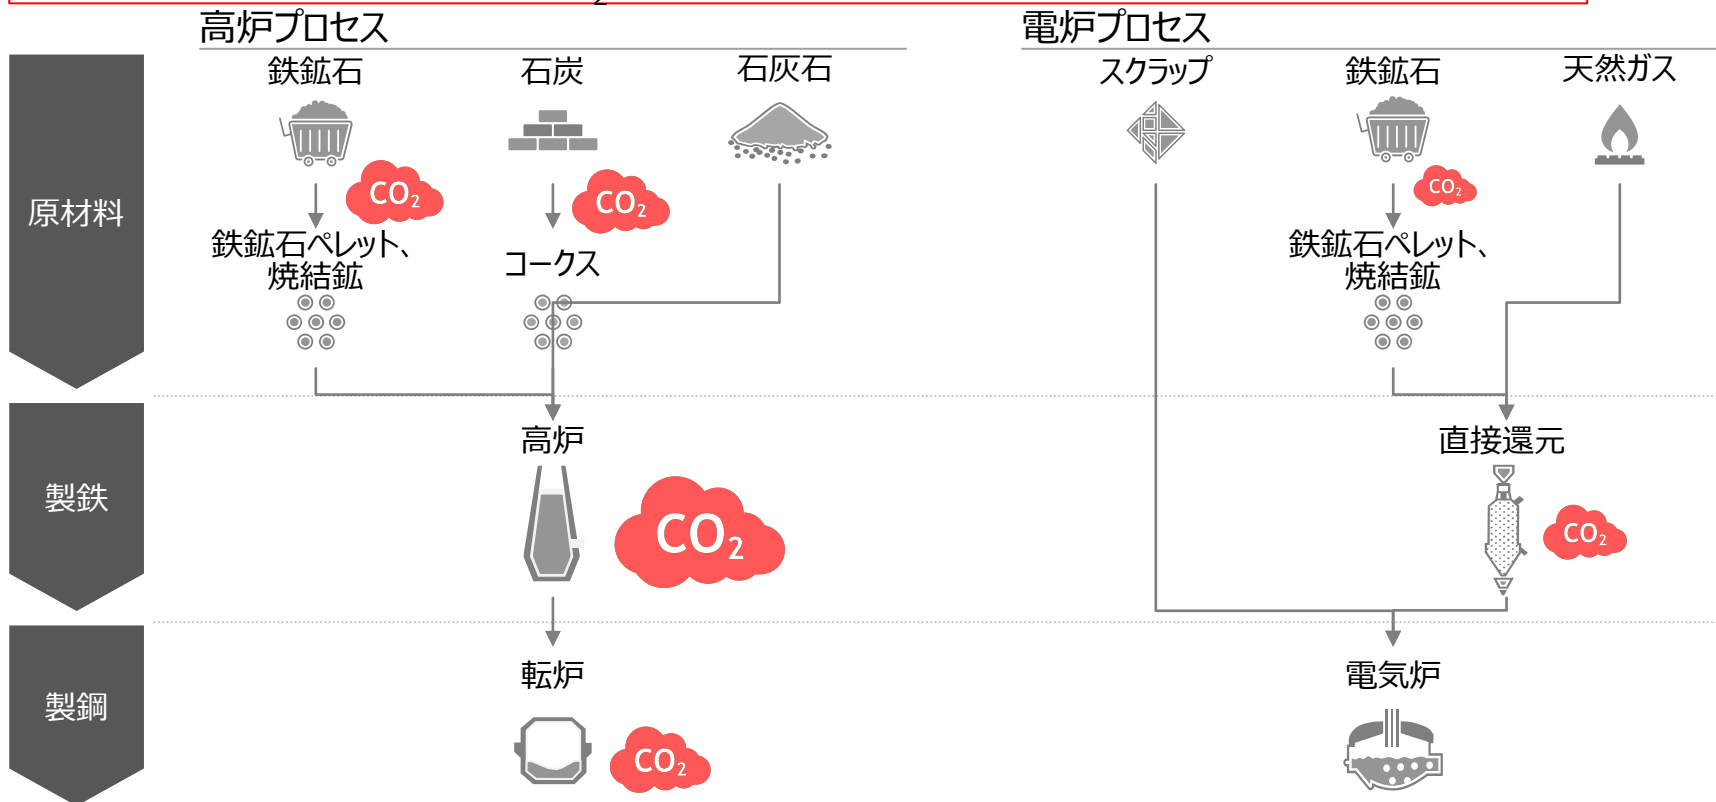 2
高炉プロセス
電炉プロセス
鉄鉱石
石炭
石灰石
スクラップ
鉄鉱石
天然ガス
原材料
CO2
CO2
CO2
鉄鉱石ペレット、
焼結鉱
コークス
鉄鉱石ペレット、
焼結鉱
製鉄
高炉
直接還元
CO2
CO2
製鋼
転炉
電気炉
CO2